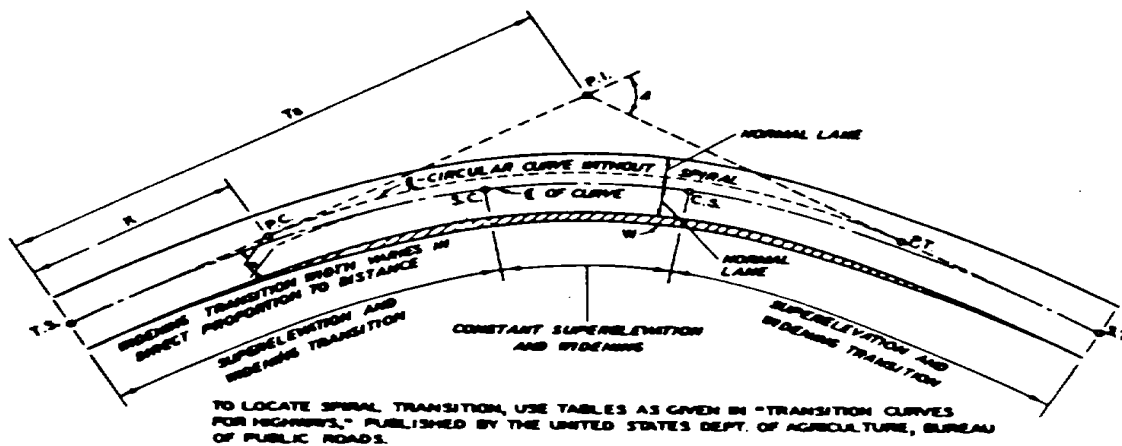 P.I.
Δ
Ts
NORMAL LANE
℄-CIRCULAR CURVE WITHOUT SPIRAL
R
P.C.
S.C.
℄ OF CURVE
C.S.
P.T.
W
NORMAL
LANE
T.S.
WIDENING TRANSITION WIDTH VARIES IN
DIRECT PROPORTION TO DISTANCE
SUPERELEVATION AND
WIDENING TRANSITION
CONSTANT SUPERELEVATION
AND WIDENING
SUPERELEVATION AND
WIDENING TRANSITION
TO LOCATE SPIRAL TRANSITION, USE TABLES AS GIVEN IN "TRANSITION CURVES
FOR HIGHWAYS," PUBLISHED BY THE UNITED STATES DEPT. OF AGRICULTURE, BUREAU
OF PUBLIC ROADS.